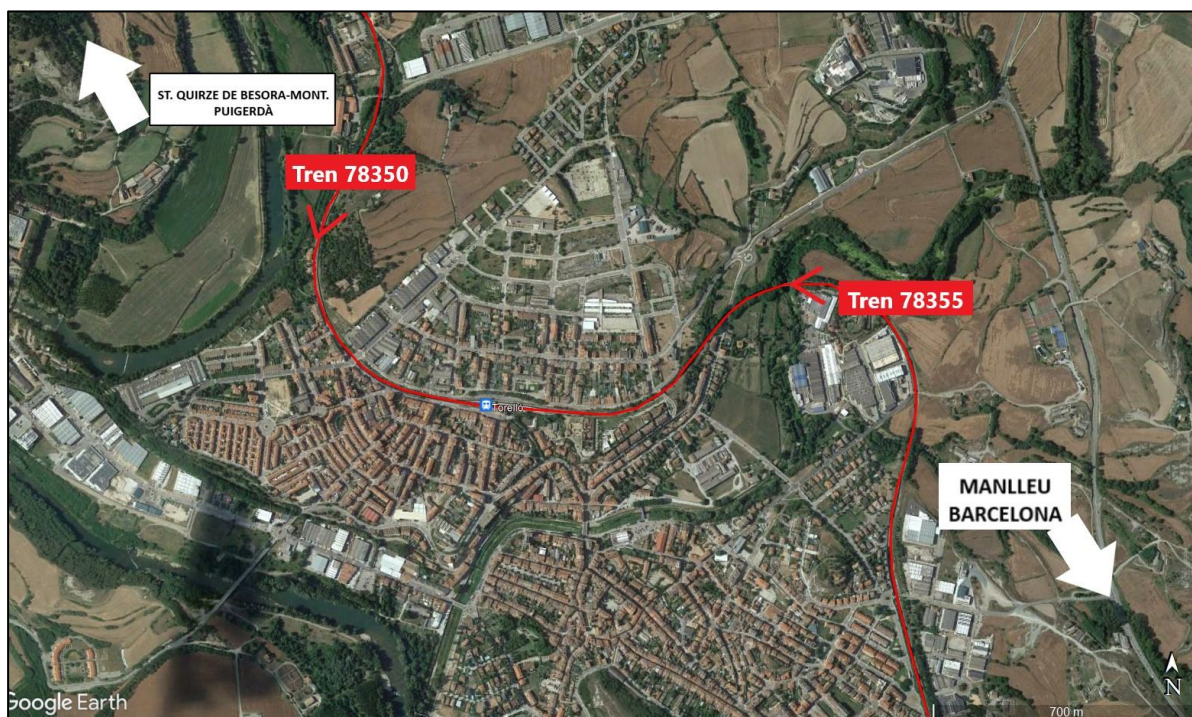 ST. QUIRZE DE BESORA-MONT.
PUIGERDÀ
Tren 78350
Tren 78355
Torelló
MANLLEU
BARCELONA
N
Google Earth
700 m